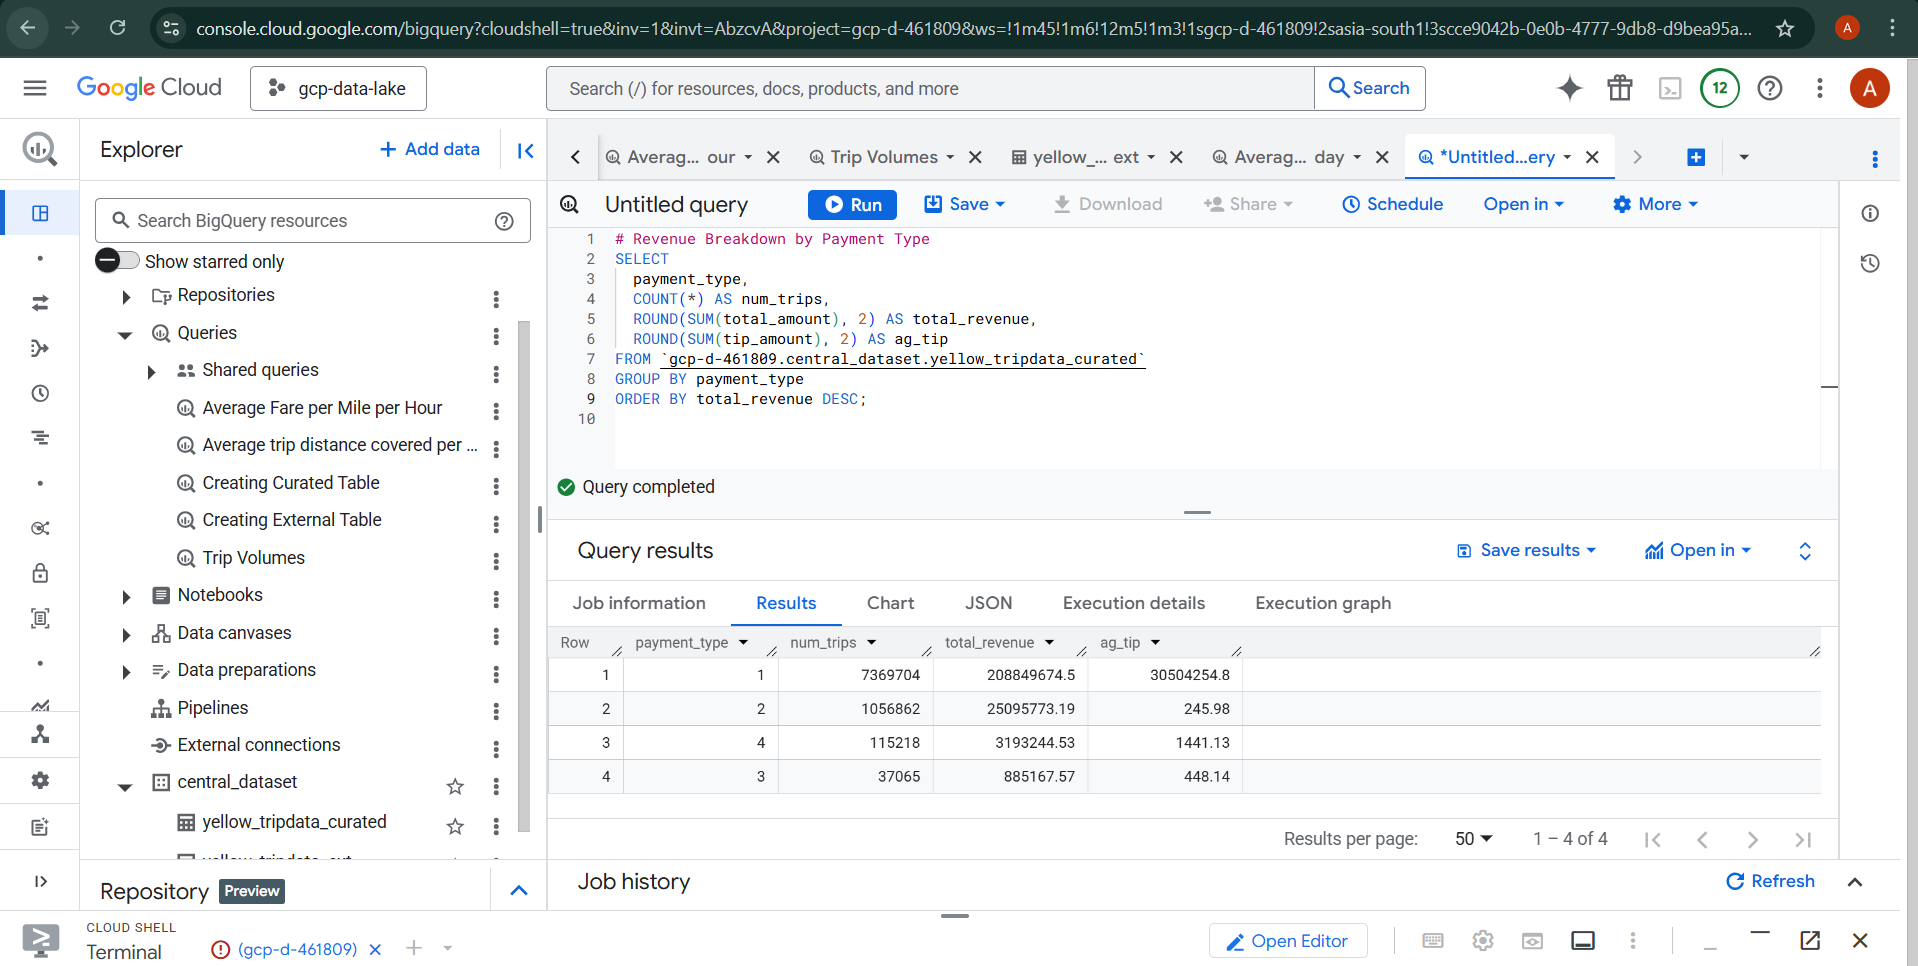 console.cloud.google.com/bigquery?cloudshell=true&inv=1&invt=AbzcvA&project=gcp-d-461809&ws=!1m45!1m6!12m5!1m3!1sgcp-d-461809!2sasia-south1!3scce9042b-0e0b-4777-9db8-d9bea95a...
A
Google Cloud
gcp-data-lake
Search (/) for resources, docs, products, and more
Search
12
A
Explorer
+ Add data
Search BigQuery resources
Show starred only
Repositories
Queries
Shared queries
Average Fare per Mile per Hour
Average trip distance covered per ...
Creating Curated Table
Creating External Table
Trip Volumes
Notebooks
Data canvases
Data preparations
Pipelines
External connections
central_dataset
yellow_tripdata_curated
Repository Preview
Averag... our
Trip Volumes
yellow_... ext
Averag... day
*Untitled...ery
Untitled query
Run
Save
Download
Share
Schedule
Open in
More
1 # Revenue Breakdown by Payment Type
2 SELECT
3 payment_type,
4 COUNT(*) AS num_trips,
5 ROUND(SUM(total_amount), 2) AS total_revenue,
6 ROUND(SUM(tip_amount), 2) AS ag_tip
7 FROM `gcp-d-461809.central_dataset.yellow_tripdata_curated`
8 GROUP BY payment_type
9 ORDER BY total_revenue DESC;
10
Query completed
Query results
Save results
Open in
Job information Results Chart JSON Execution details Execution graph
Row payment_type num_trips total_revenue ag_tip
1 1 7369704 208849674.5 30504254.8
2 2 1056862 25095773.19 245.98
3 4 115218 3193244.53 1441.13
4 3 37065 885167.57 448.14
Results per page: 50 1 – 4 of 4
Job history
Refresh
CLOUD SHELL
Terminal
(gcp-d-461809)
Open Editor